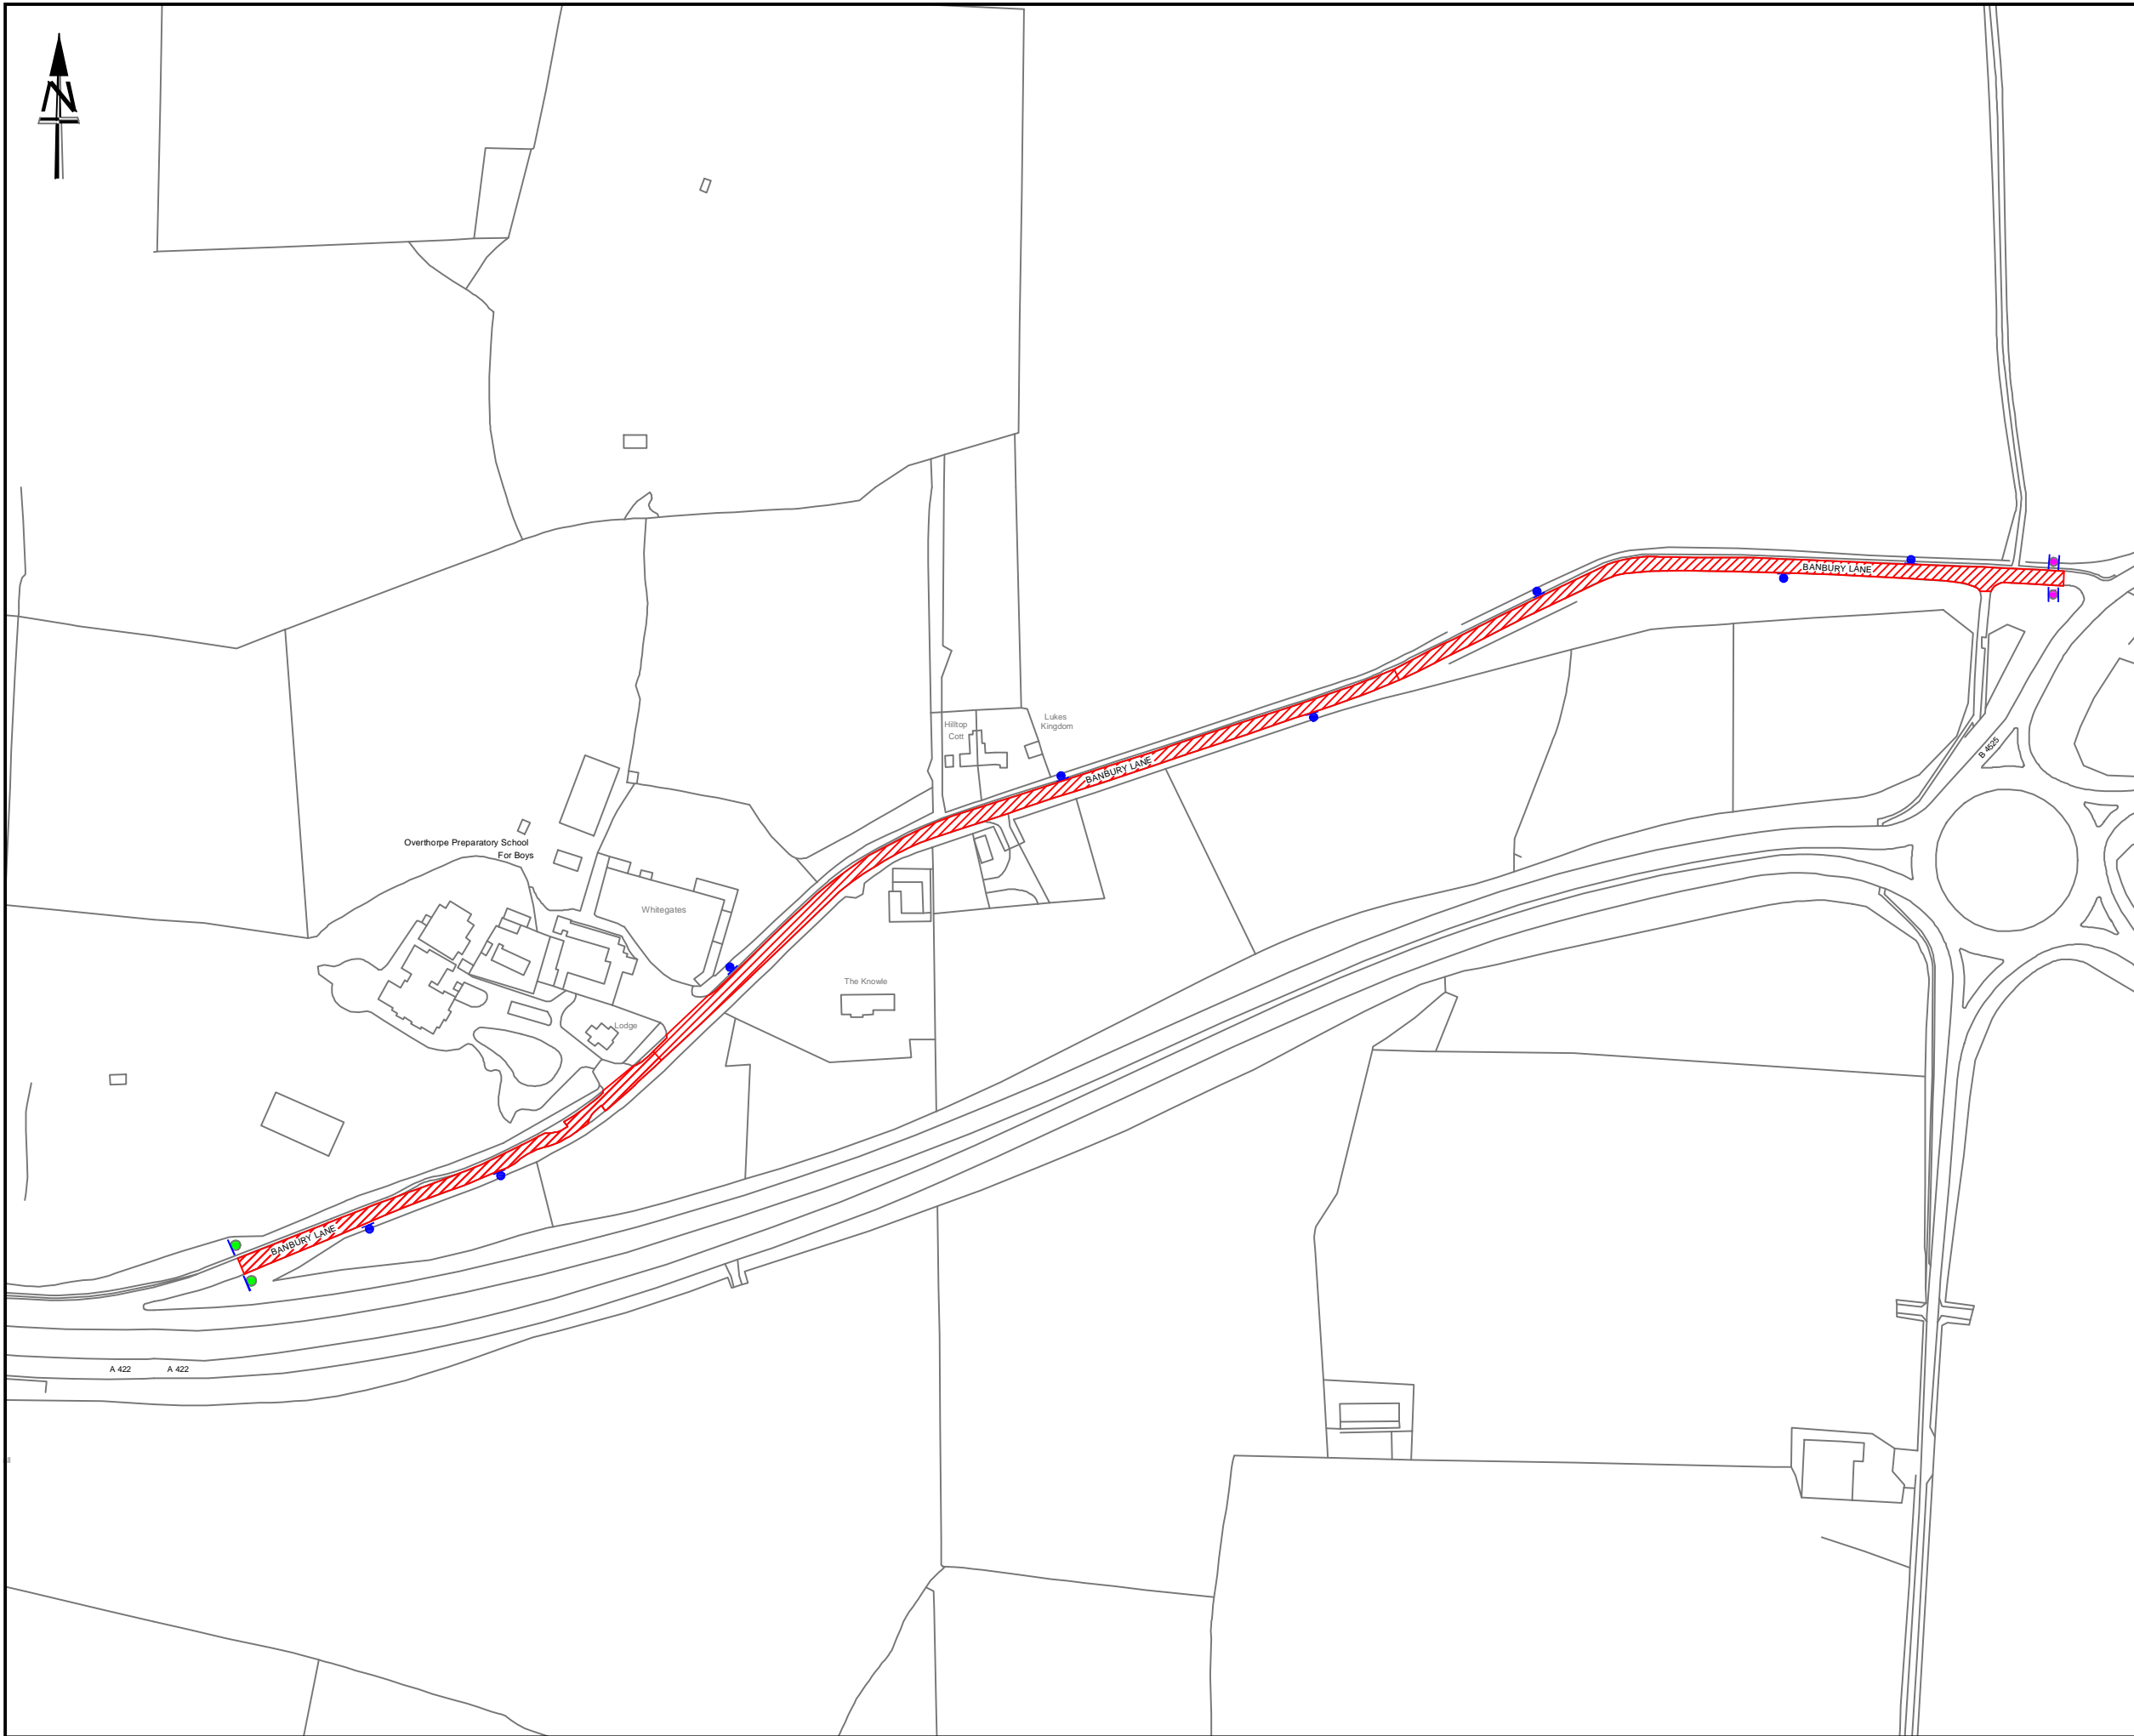 N
BANBURY LANE
Hilltop
Cott
Lukes
Kingdom
BANBURY LANE
B 4525
Overthorpe Preparatory School
For Boys
Whitegates
The Knowle
Lodge
BANBURY LANE
A 422
A 422